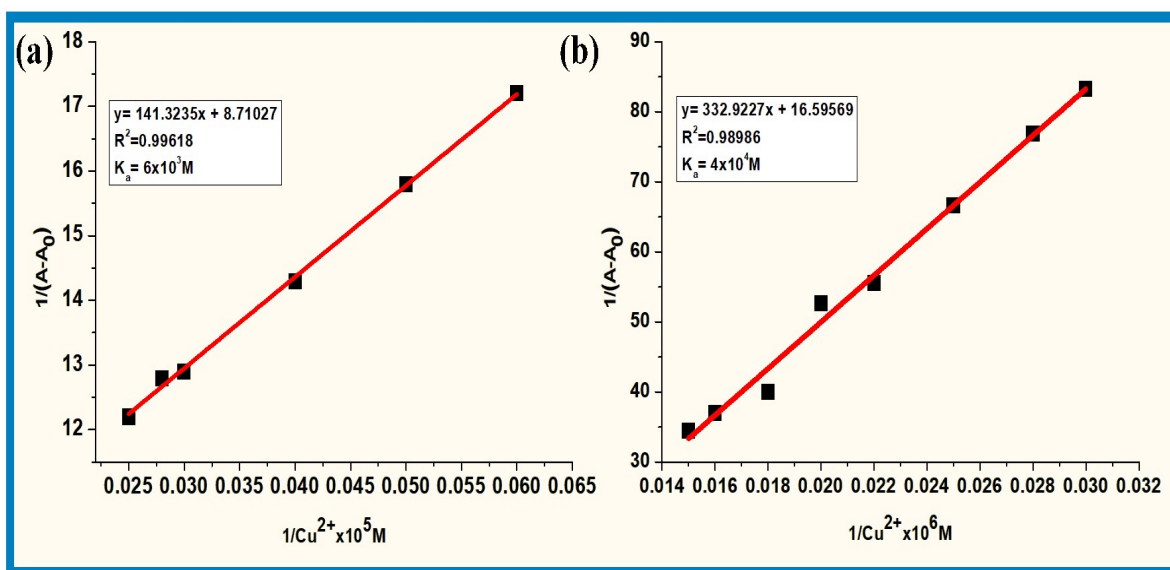 (a)
18
17
16
15
14
13
12
1/(A-A₀)
y= 141.3235x + 8.71027
R²=0.99618
Kₐ= 6x10³M
0.025 0.030 0.040 0.045 0.050 0.055 0.060 0.065
1/Cu²⁺x10⁵M
(b)
90
80
70
60
50
40
30
1/(A-A₀)
y= 332.9227x + 16.59569
R²=0.98986
Kₐ= 4x10⁴M
0.014 0.016 0.018 0.020 0.022 0.024 0.026 0.028 0.030 0.032
1/Cu²⁺x10⁶M